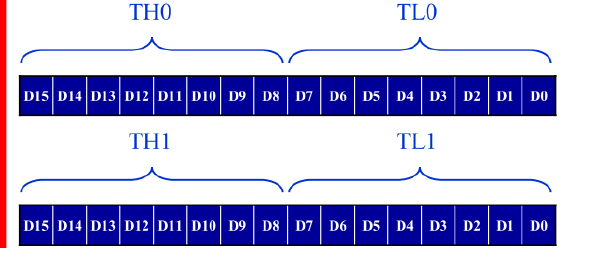 TH0 TL0
D15 D14 D13 D12 D11 D10 D9 D8 D7 D6 D5 D4 D3 D2 D1 D0
TH1 TL1
D15 D14 D13 D12 D11 D10 D9 D8 D7 D6 D5 D4 D3 D2 D1 D0